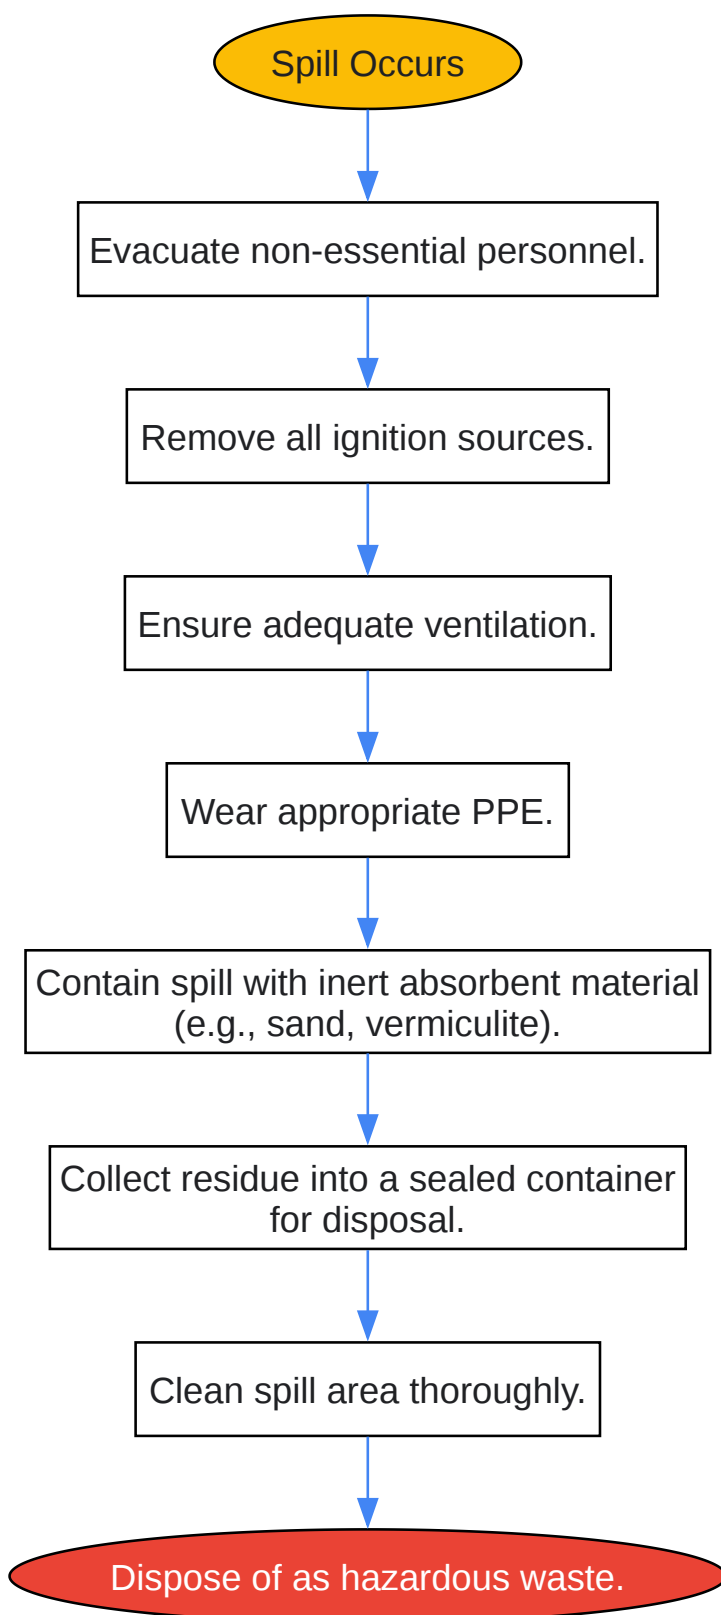 Spill Occurs
Evacuate non-essential personnel.
Remove all ignition sources.
Ensure adequate ventilation.
Wear appropriate PPE.
Contain spill with inert absorbent material
(e.g., sand, vermiculite).
Collect residue into a sealed container
for disposal.
Clean spill area thoroughly.
Dispose of as hazardous waste.